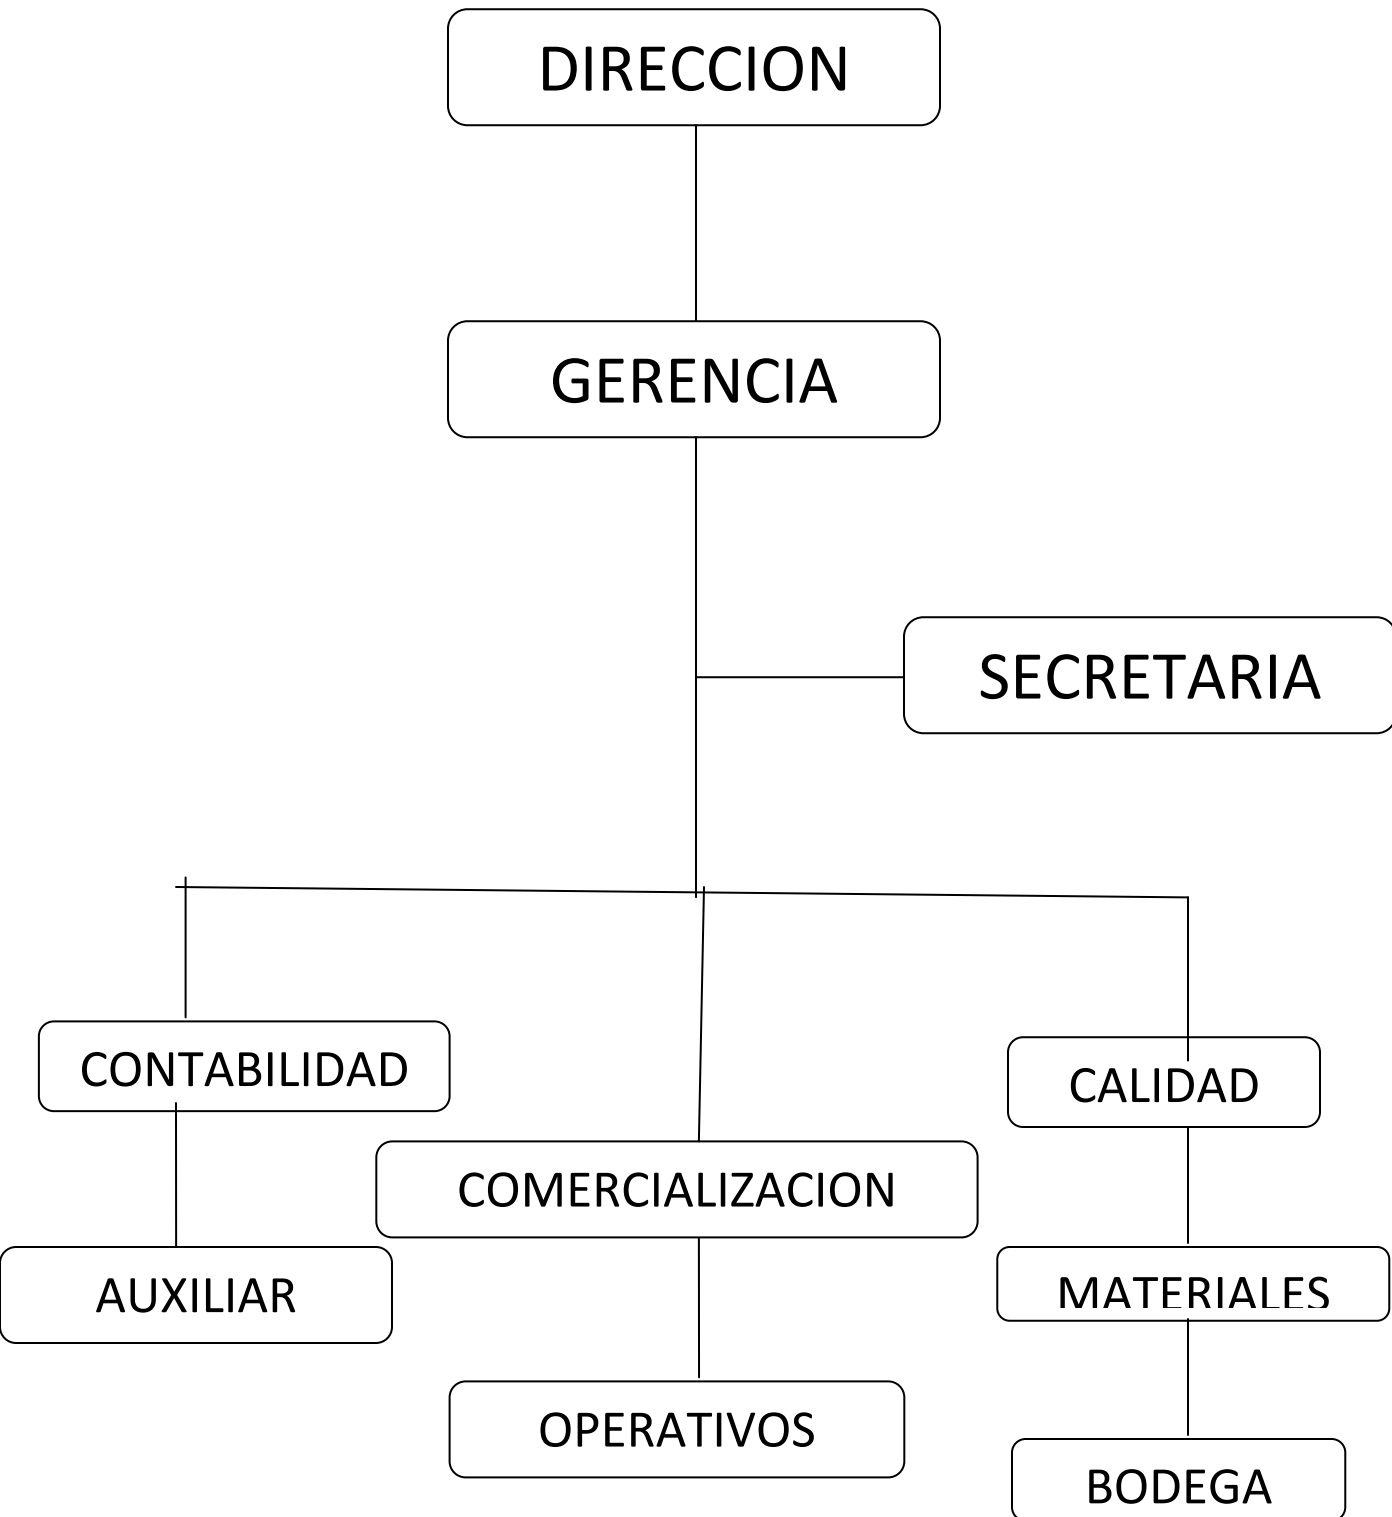 DIRECCION
GERENCIA
SECRETARIA
CONTABILIDAD
CALIDAD
COMERCIALIZACION
AUXILIAR
MATERIALES
OPERATIVOS
BODEGA